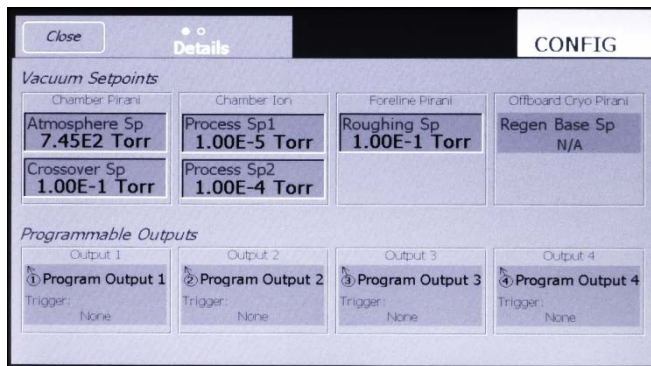 Close
Details
CONFIG
Vacuum Setpoints
Chamber Pirani
Chamber Ion
Foreline Pirani
Offboard Cryo Pirani
Atmosphere Sp
7.45E2 Torr
Process Sp1
1.00E-5 Torr
Roughing Sp
1.00E-1 Torr
Regen Base Sp
N/A
Crossover Sp
1.00E-1 Torr
Process Sp2
1.00E-4 Torr
Programmable Outputs
Output 1
Output 2
Output 3
Output 4
① Program Output 1
② Program Output 2
③ Program Output 3
④ Program Output 4
Trigger:
None
Trigger:
None
Trigger:
None
Trigger:
None